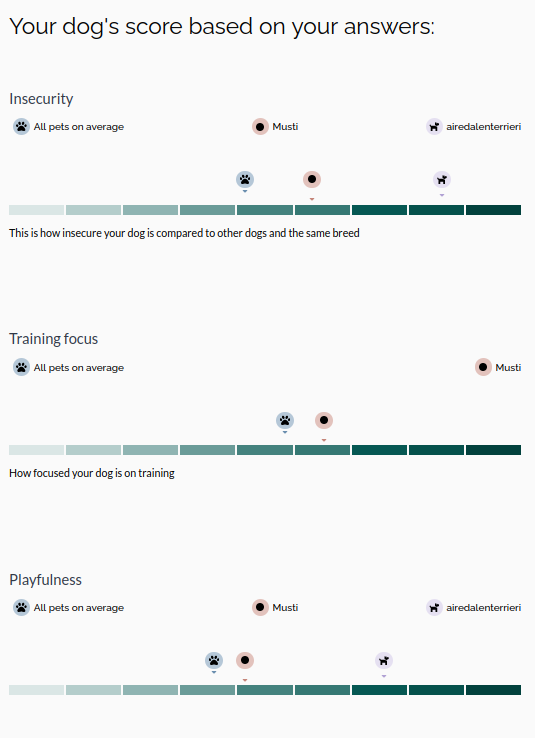 Your dog's score based on your answers:
Insecurity
All pets on average Musti airedalenterrieri
This is how insecure your dog is compared to other dogs and the same breed
Training focus
All pets on average Musti
How focused your dog is on training
Playfulness
All pets on average Musti airedalenterrieri